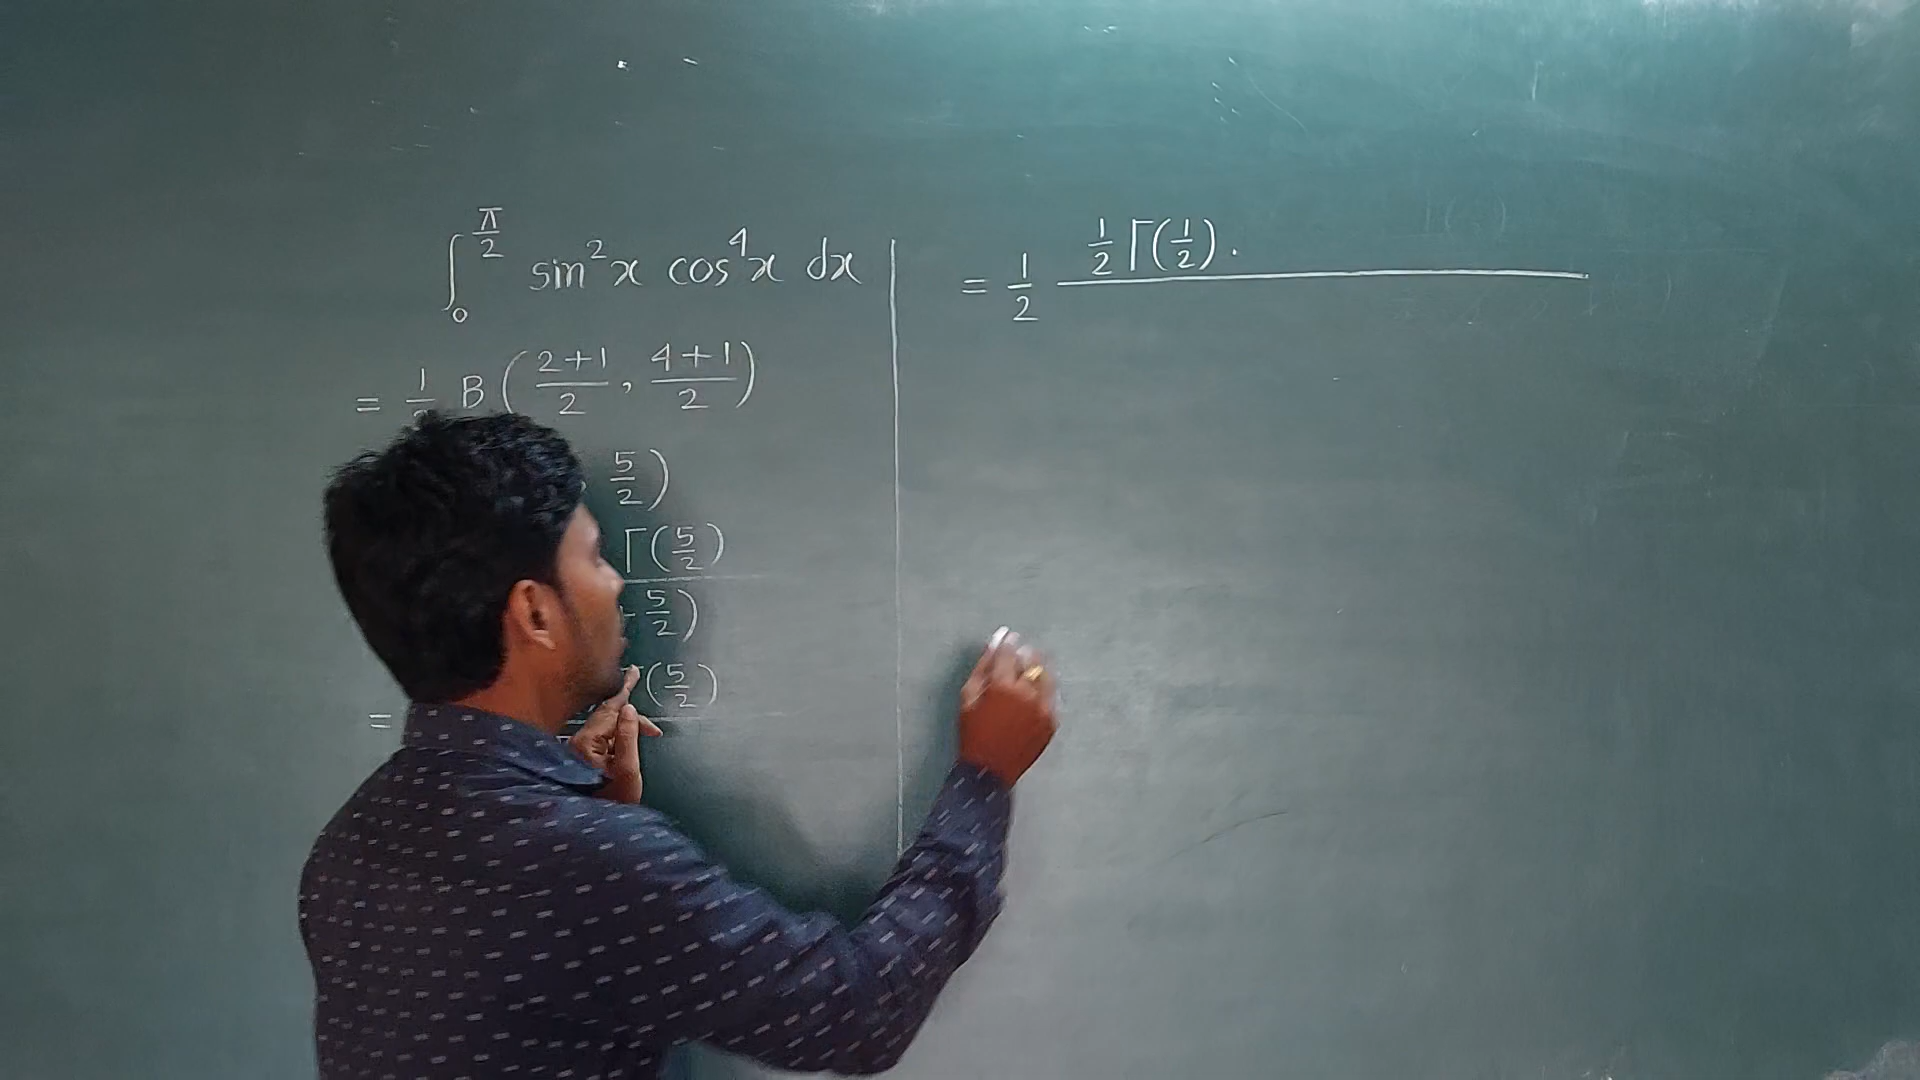 ∫₀^{π/2} sin²x cos⁴x dx
= 1/2 B((2+1)/2, (4+1)/2)
, 5/2)
Γ(5/2)
+ 5/2)
Γ(5/2)
=
= 1/2 (1/2 Γ(1/2) ·